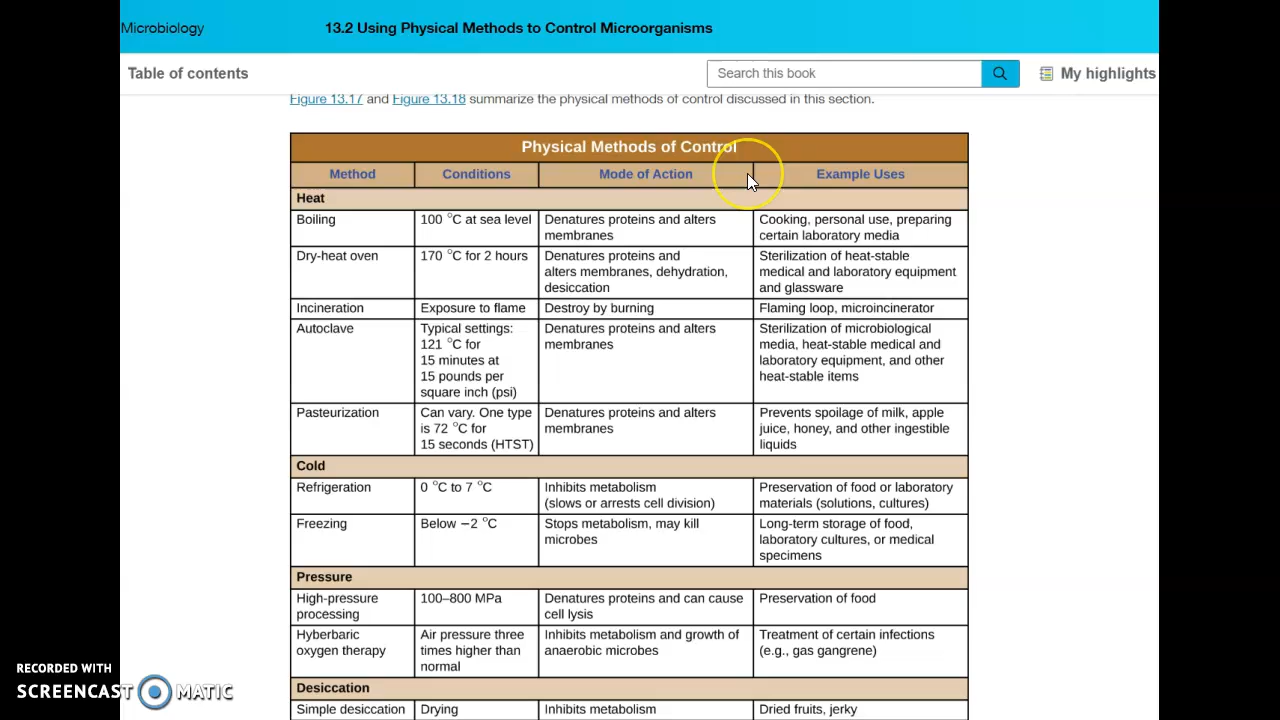 Microbiology
13.2 Using Physical Methods to Control Microorganisms
Table of contents
Search this book
My highlights
Figure 13.17 and Figure 13.18 summarize the physical methods of control discussed in this section.
Physical Methods of Control
Method Conditions Mode of Action Example Uses
Heat
Boiling
100 °C at sea level
Denatures proteins and alters
membranes
Cooking, personal use, preparing
certain laboratory media
Dry-heat oven
170 °C for 2 hours
Denatures proteins and
alters membranes, dehydration,
desiccation
Sterilization of heat-stable
medical and laboratory equipment
and glassware
Incineration
Exposure to flame
Destroy by burning
Flaming loop, microincinerator
Autoclave
Typical settings:
121 °C for
15 minutes at
15 pounds per
square inch (psi)
Denatures proteins and alters
membranes
Sterilization of microbiological
media, heat-stable medical and
laboratory equipment, and other
heat-stable items
Pasteurization
Can vary. One type
is 72 °C for
15 seconds (HTST)
Denatures proteins and alters
membranes
Prevents spoilage of milk, apple
juice, honey, and other ingestible
liquids
Cold
Refrigeration
0 °C to 7 °C
Inhibits metabolism
(slows or arrests cell division)
Preservation of food or laboratory
materials (solutions, cultures)
Freezing
Below −2 °C
Stops metabolism, may kill
microbes
Long-term storage of food,
laboratory cultures, or medical
specimens
Pressure
High-pressure
processing
100–800 MPa
Denatures proteins and can cause
cell lysis
Preservation of food
Hyberbaric
oxygen therapy
Air pressure three
times higher than
normal
Inhibits metabolism and growth of
anaerobic microbes
Treatment of certain infections
(e.g., gas gangrene)
Desiccation
Simple desiccation
Drying
Inhibits metabolism
Dried fruits, jerky
RECORDED WITH
SCREENCAST MATIC